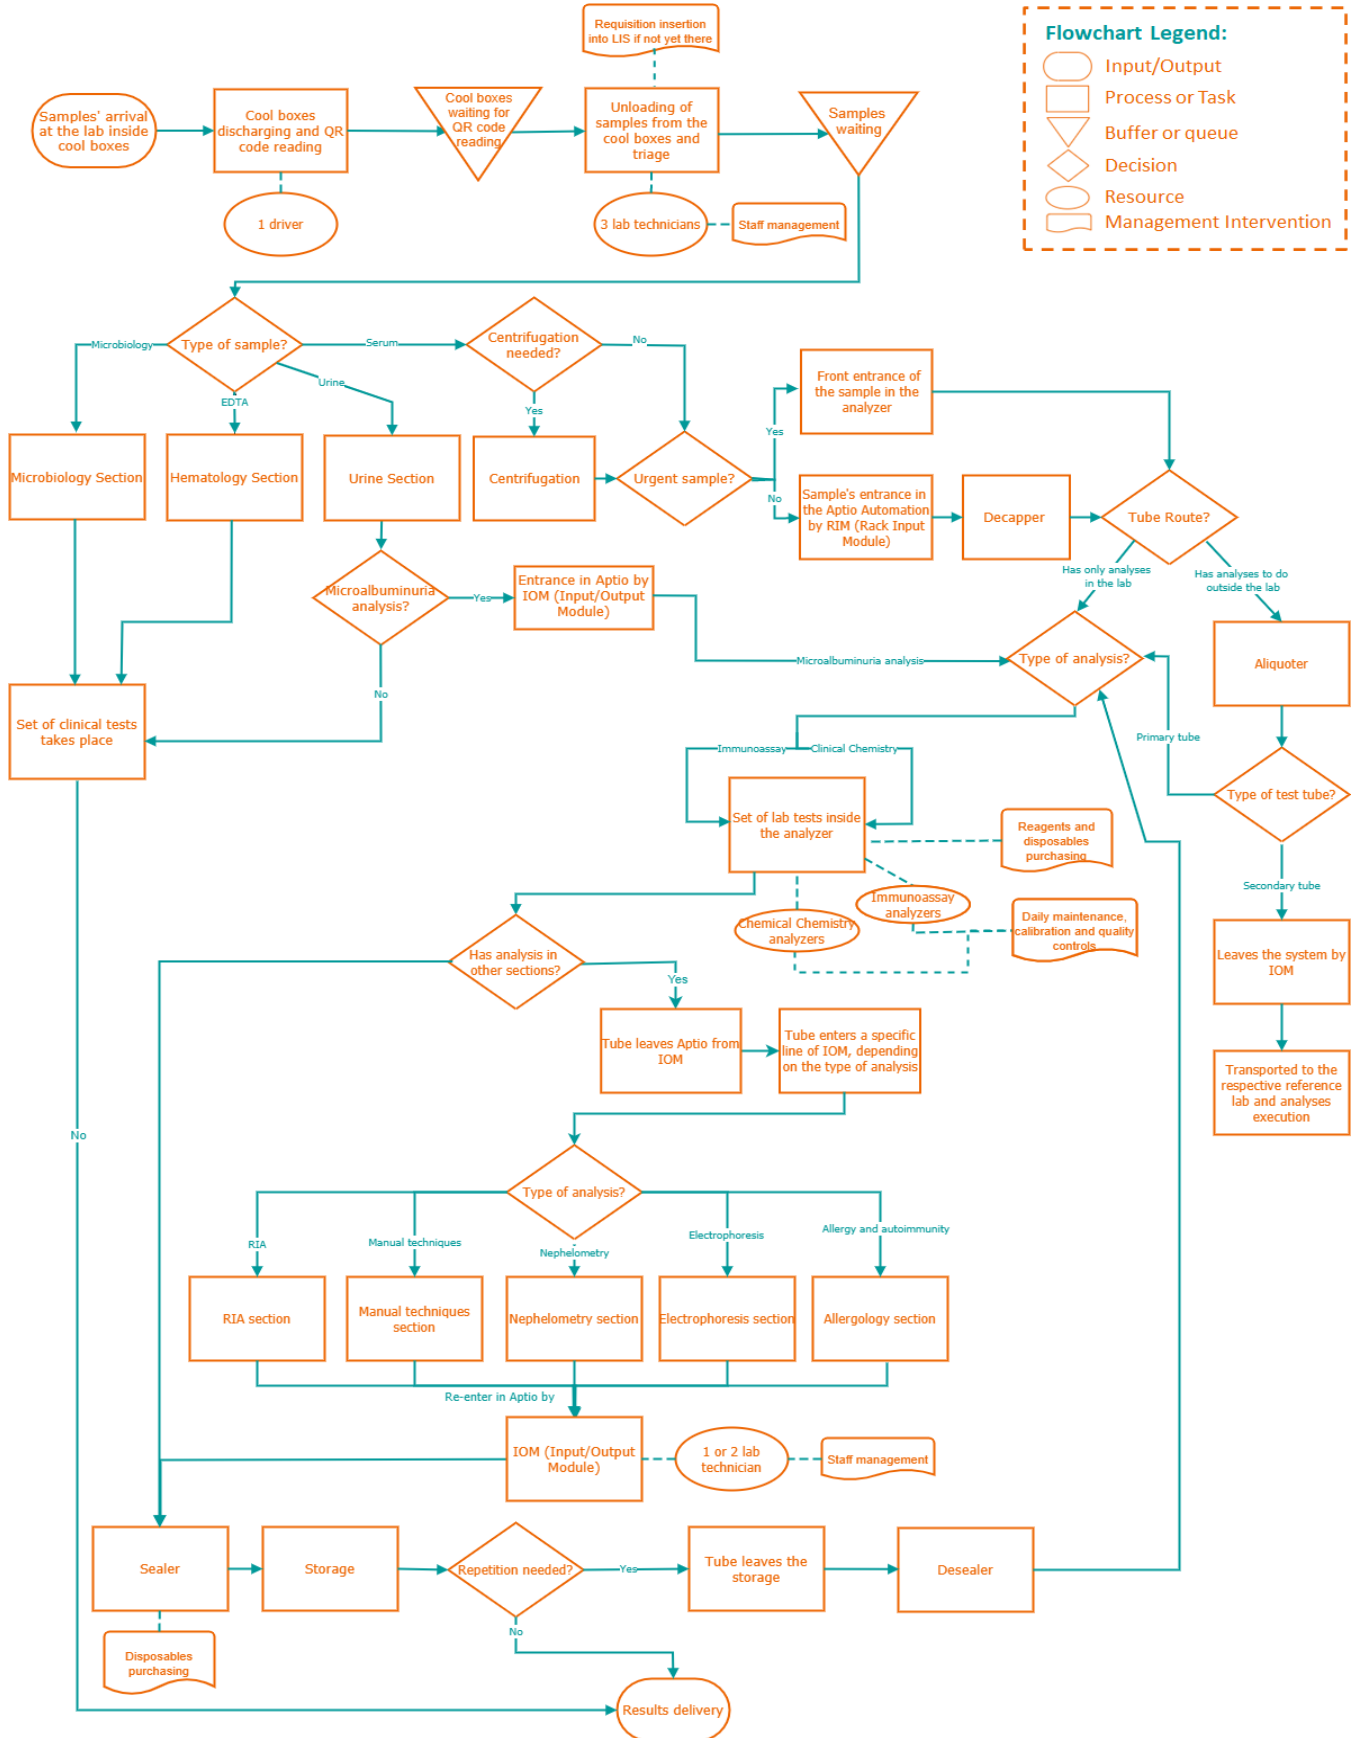 Requisition insertion
into LIS if not yet there
Flowchart Legend:
Input/Output
Process or Task
Buffer or queue
Decision
Resource
Management Intervention
Samples' arrival
at the lab inside
cool boxes
Cool boxes
discharging and QR
code reading
Cool boxes
waiting for
QR code
reading
Unloading of
samples from the
cool boxes and
triage
Samples
waiting
1 driver
3 lab technicians
Staff management
Type of sample?
Microbiology
Serum
Urine
EDTA
Centrifugation
needed?
No
Yes
Front entrance of
the sample in the
analyzer
Yes
Microbiology Section
Hematology Section
Urine Section
Centrifugation
Urgent sample?
No
Sample's entrance in
the Aptio Automation
by RIM (Rack Input
Module)
Decapper
Tube Route?
Has only analyses
in the lab
Has analyses to do
outside the lab
Microalbuminuria
analysis?
Yes
Entrance in Aptio by
IOM (Input/Output
Module)
Microalbuminuria analysis
Type of analysis?
Aliquoter
No
Set of clinical tests
takes place
Primary tube
Immunoassay
Clinical Chemistry
Type of test tube?
Set of lab tests inside
the analyzer
Reagents and
disposables
purchasing
Secondary tube
Immunoassay
analyzers
Chemical Chemistry
analyzers
Daily maintenance,
calibration and quality
controls
Has analysis in
other sections?
Yes
Leaves the system by
IOM
Tube leaves Aptio from
IOM
Tube enters a specific
line of IOM, depending
on the type of analysis
Transported to the
respective reference
lab and analyses
execution
No
Type of analysis?
RIA
Manual techniques
Nephelometry
Electrophoresis
Allergy and autoimmunity
RIA section
Manual techniques
section
Nephelometry section
Electrophoresis section
Allergology section
Re-enter in Aptio by
IOM (Input/Output
Module)
1 or 2 lab
technician
Staff management
Sealer
Storage
Repetition needed?
Yes
Tube leaves the
storage
Desealer
No
Disposables
purchasing
Results delivery